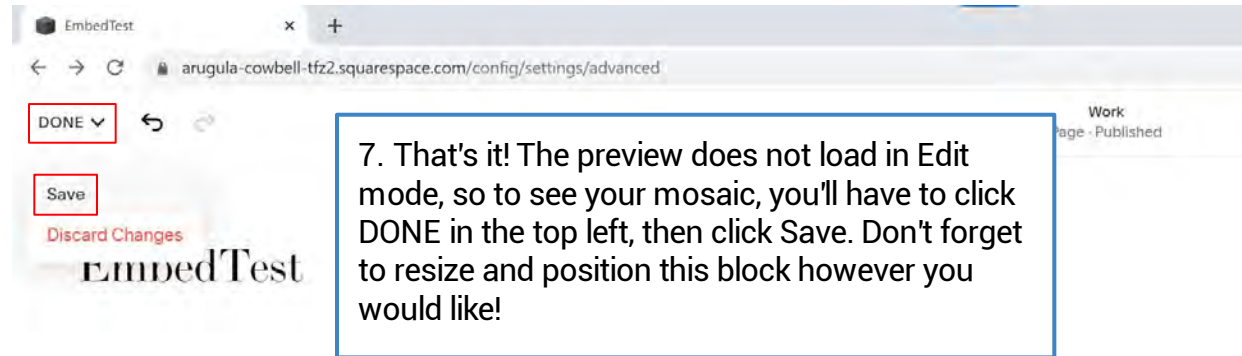 EmbedTest
arugula-cowbell-tfz2.squarespace.com/config/settings/advanced
DONE
Work
Page - Published
Save
Discard Changes
EmbedTest
7. That's it! The preview does not load in Edit
mode, so to see your mosaic, you'll have to click
DONE in the top left, then click Save. Don't forget
to resize and position this block however you
would like!